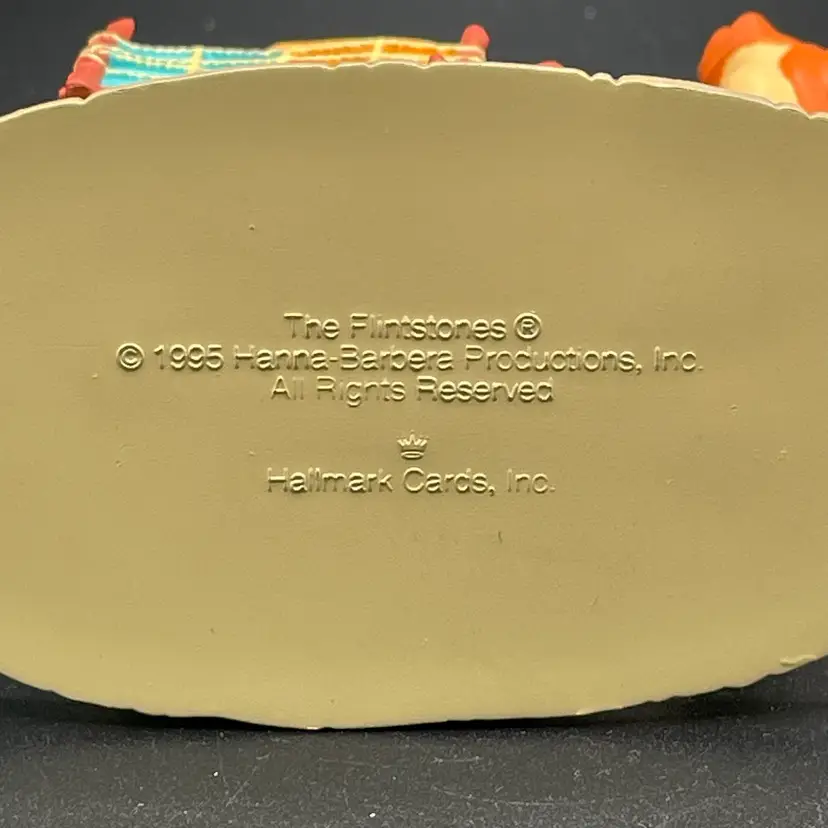 The Flintstones ®
© 1995 Hanna-Barbera Productions, Inc.
All Rights Reserved
Hallmark Cards, Inc.